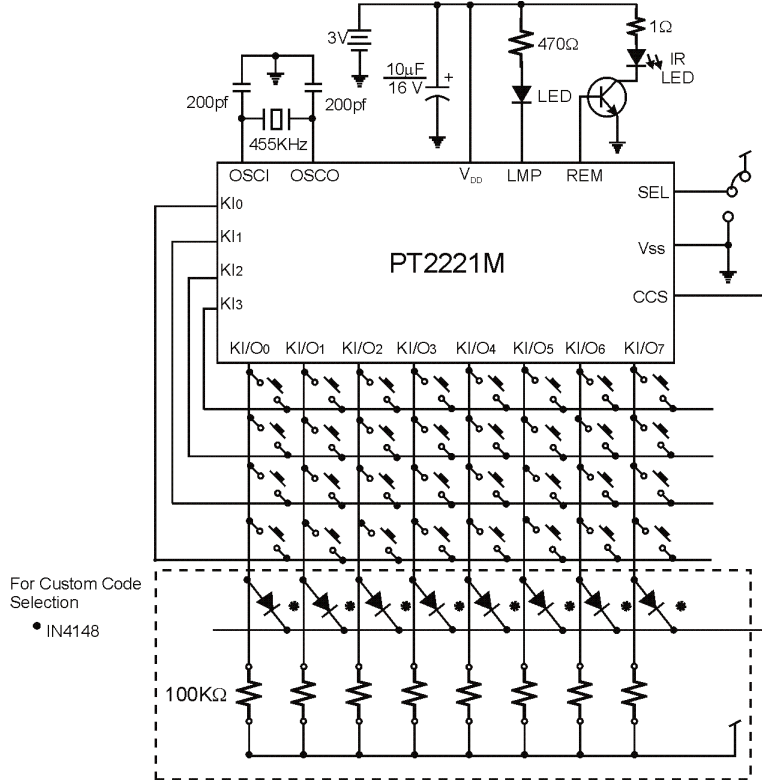 1Ω
3V
470Ω
IR
LED
10μF
16 V
+
LED
200pf
200pf
455KHz
OSCI
OSCO
VDD
LMP
REM
SEL
KI0
KI1
Vss
PT2221M
KI2
CCS
KI3
KI/O0
KI/O1
KI/O2
KI/O3
KI/O4
KI/O5
KI/O6
KI/O7
For Custom Code
Selection
● IN4148
✱ ✱ ✱ ✱ ✱ ✱ ✱ ✱
100KΩ